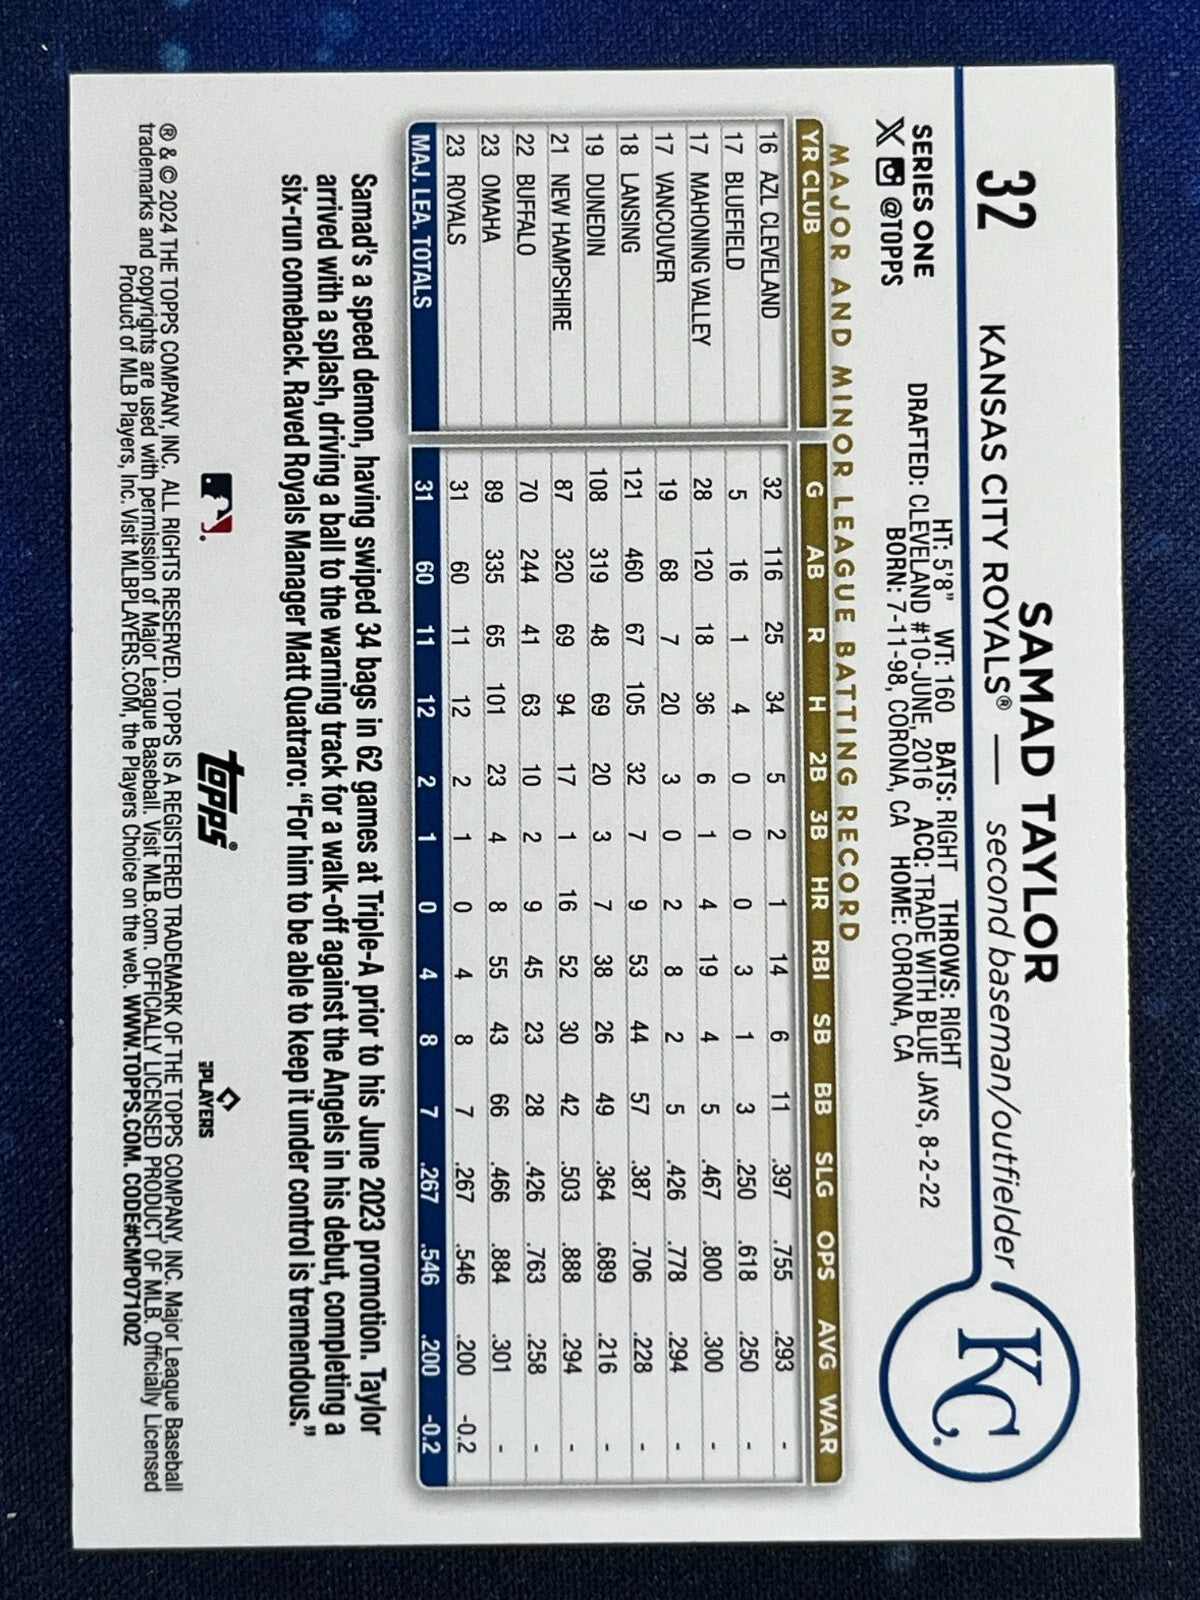 32
SAMAD TAYLOR
KANSAS CITY ROYALS® — second baseman/outfielder
KC
SERIES ONE
X @TOPPS
HT: 5'8" WT: 160 BATS: RIGHT THROWS: RIGHT
DRAFTED: CLEVELAND #10-JUNE, 2016 ACQ: TRADE WITH BLUE JAYS, 8-2-22
BORN: 7-11-98, CORONA, CA HOME: CORONA, CA
MAJOR AND MINOR LEAGUE BATTING RECORD
YR CLUB G AB R H 2B 3B HR RBI SB BB SLG OPS AVG WAR
16 AZL CLEVELAND 32 116 25 34 5 2 1 14 6 11 .397 .755 .293 -
17 BLUEFIELD 5 16 1 4 0 0 0 3 1 3 .250 .618 .250 -
17 MAHONING VALLEY 28 120 18 36 6 1 4 19 4 5 .467 .800 .300 -
17 VANCOUVER 19 68 7 20 3 0 2 8 2 5 .426 .778 .294 -
18 LANSING 121 460 67 105 32 7 9 53 44 57 .387 .706 .228 -
19 DUNEDIN 108 319 48 69 20 3 7 38 26 49 .364 .689 .216 -
21 NEW HAMPSHIRE 87 320 69 94 17 1 16 52 30 42 .503 .888 .294 -
22 BUFFALO 70 244 41 63 10 2 9 45 23 28 .426 .763 .258 -
23 OMAHA 89 335 65 101 23 4 8 55 43 66 .466 .884 .301 -
23 ROYALS 31 60 11 12 2 1 0 4 8 7 .267 .546 .200 -0.2
MAJ. LEA. TOTALS 31 60 11 12 2 1 0 4 8 7 .267 .546 .200 -0.2
Samad's a speed demon, having swiped 34 bags in 62 games at Triple-A prior to his June 2023 promotion. Taylor
arrived with a splash, driving a ball to the warning track for a walk-off against the Angels in his debut, completing a
six-run comeback. Raved Royals Manager Matt Quatraro: "For him to be able to keep it under control is tremendous."
topps®
PLAYERS
® & © 2024 THE TOPPS COMPANY, INC. ALL RIGHTS RESERVED. TOPPS IS A REGISTERED TRADEMARK OF THE TOPPS COMPANY, INC. Major League Baseball
trademarks and copyrights are used with permission of Major League Baseball. Visit MLB.com. OFFICIALLY LICENSED PRODUCT OF MLB. Officially Licensed
Product of MLB Players, Inc. Visit MLBPLAYERS.COM, the Players Choice on the web. WWW.TOPPS.COM. CODE#CMP071002